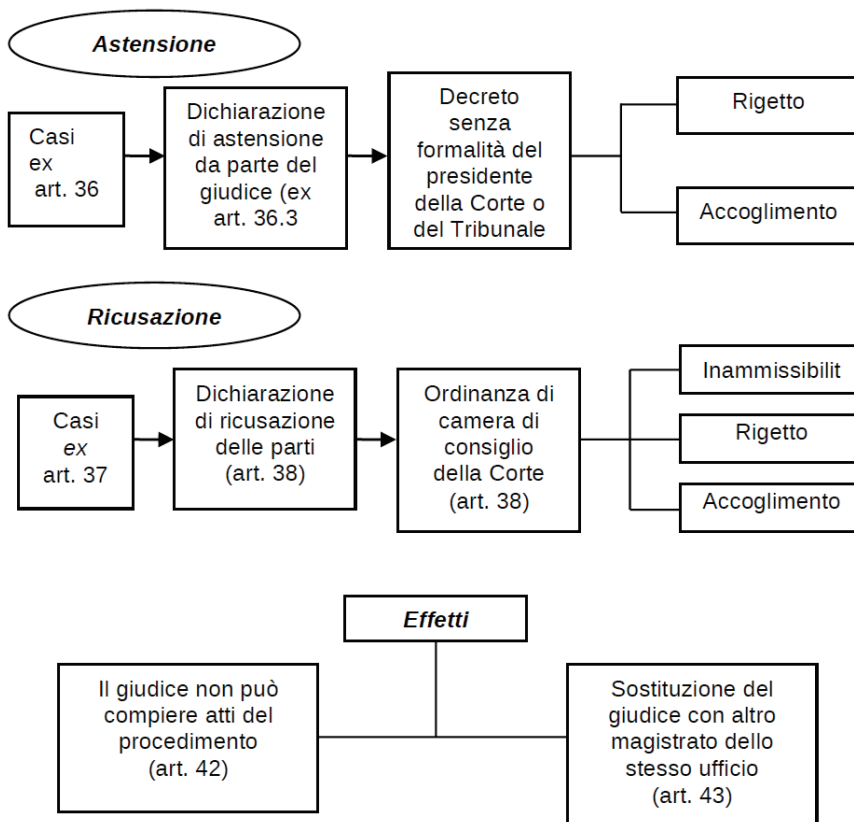 Astensione
Casi
ex
art. 36
Dichiarazione
di astensione
da parte del
giudice (ex
art. 36.3
Decreto
senza
formalità del
presidente
della Corte o
del Tribunale
Rigetto
Accoglimento
Ricusazione
Casi
ex
art. 37
Dichiarazione
di ricusazione
delle parti
(art. 38)
Ordinanza di
camera di
consiglio
della Corte
(art. 38)
Inammissibilit
Rigetto
Accoglimento
Effetti
Il giudice non può
compiere atti del
procedimento
(art. 42)
Sostituzione del
giudice con altro
magistrato dello
stesso ufficio
(art. 43)